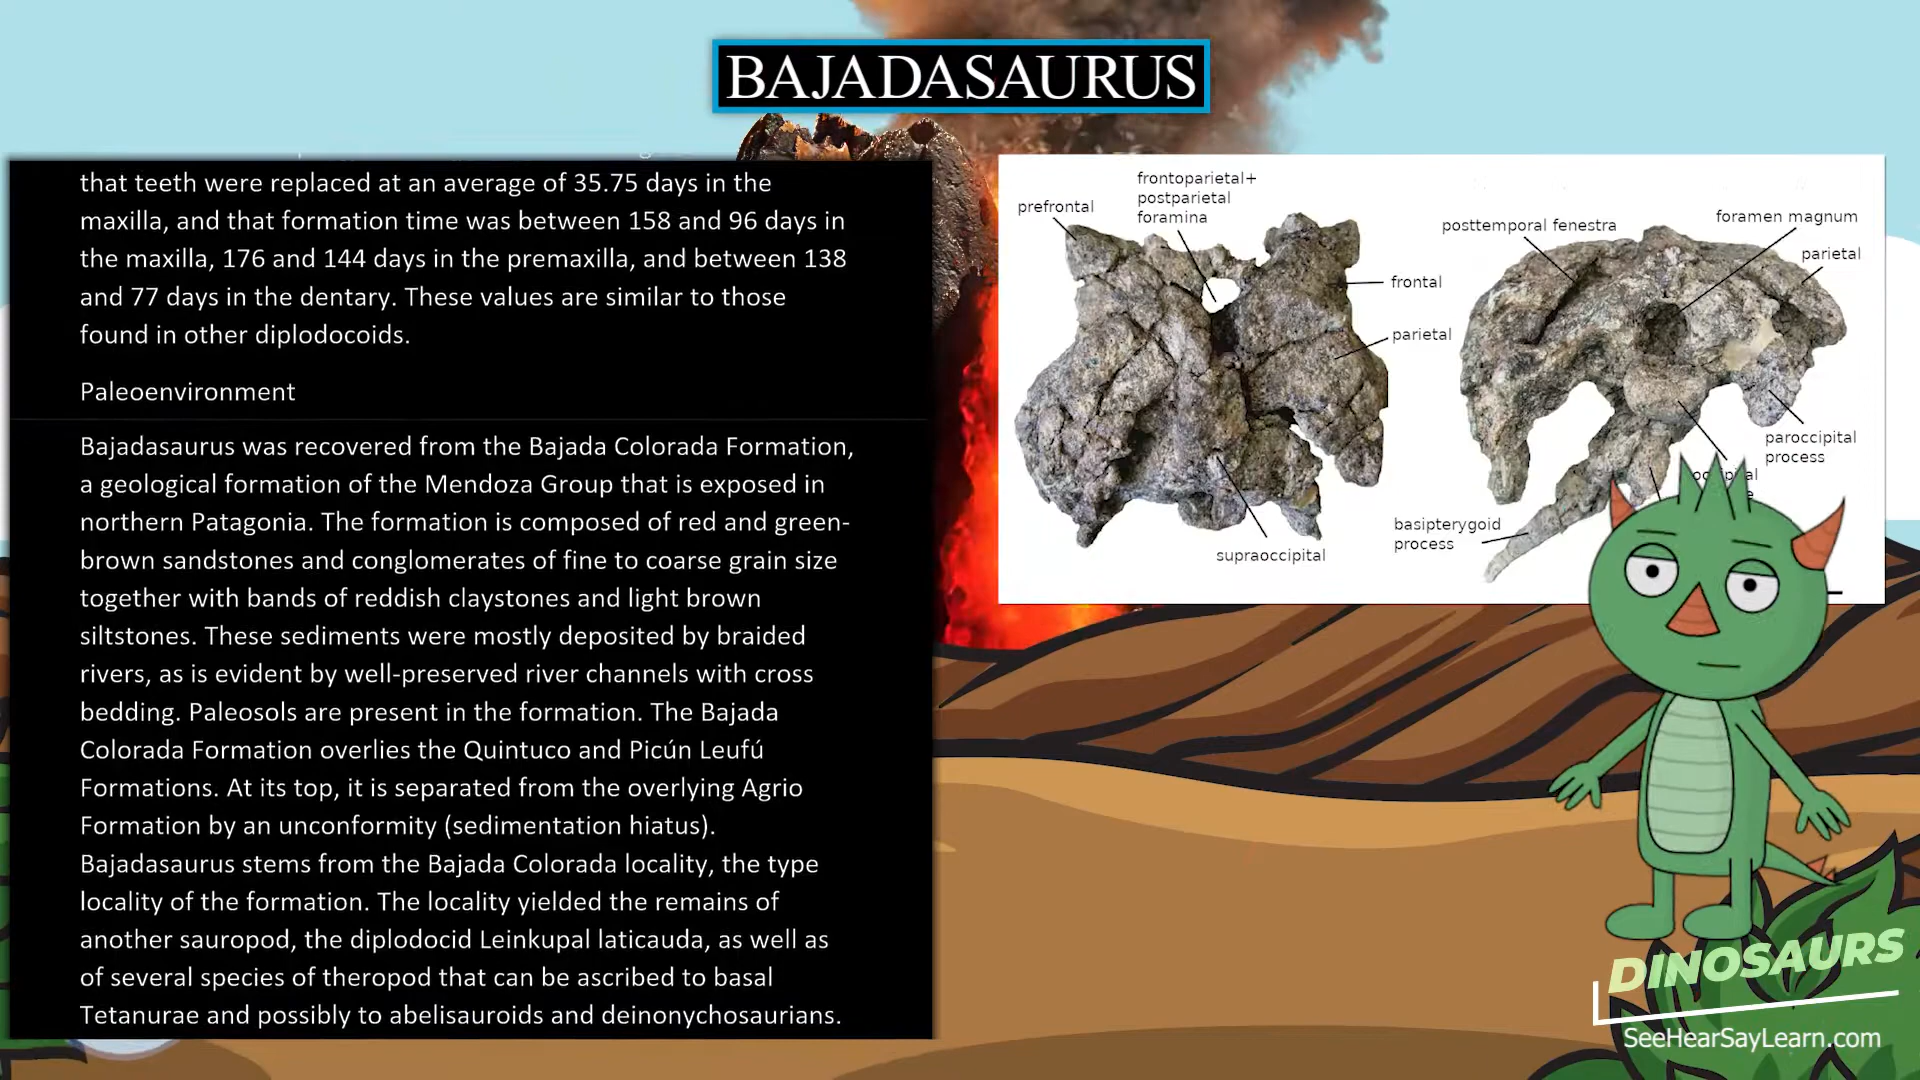 BAJADASAURUS
that teeth were replaced at an average of 35.75 days in the
maxilla, and that formation time was between 158 and 96 days in
the maxilla, 176 and 144 days in the premaxilla, and between 138
and 77 days in the dentary. These values are similar to those
found in other diplodocoids.
Paleoenvironment
Bajadasaurus was recovered from the Bajada Colorada Formation,
a geological formation of the Mendoza Group that is exposed in
northern Patagonia. The formation is composed of red and green-
brown sandstones and conglomerates of fine to coarse grain size
together with bands of reddish claystones and light brown
siltstones. These sediments were mostly deposited by braided
rivers, as is evident by well-preserved river channels with cross
bedding. Paleosols are present in the formation. The Bajada
Colorada Formation overlies the Quintuco and Picún Leufú
Formations. At its top, it is separated from the overlying Agrio
Formation by an unconformity (sedimentation hiatus).
Bajadasaurus stems from the Bajada Colorada locality, the type
locality of the formation. The locality yielded the remains of
another sauropod, the diplodocid Leinkupal laticauda, as well as
of several species of theropod that can be ascribed to basal
Tetanurae and possibly to abelisauroids and deinonychosaurians.
prefrontal
frontoparietal+
postparietal
foramina
frontal
parietal
supraoccipital
posttemporal fenestra
foramen magnum
parietal
paroccipital
process
basipterygoid
process
DINOSAURS
SeeHearSayLearn.com